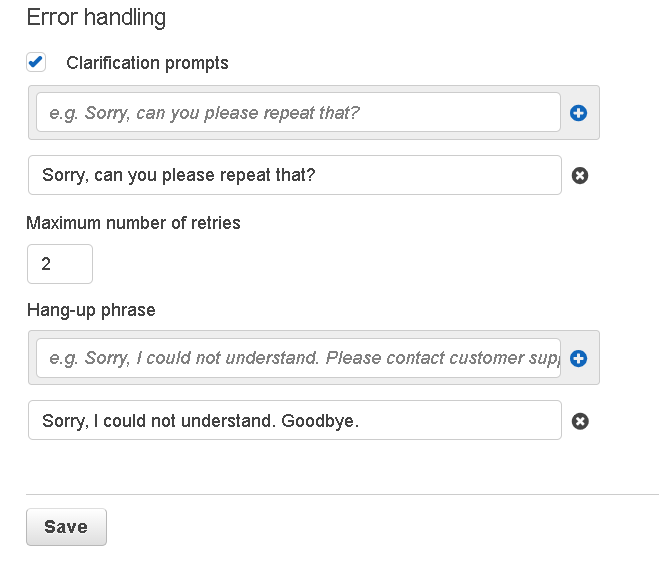 Error handling
Clarification prompts
e.g. Sorry, can you please repeat that?
Sorry, can you please repeat that?
Maximum number of retries
2
Hang-up phrase
e.g. Sorry, I could not understand. Please contact customer sup
Sorry, I could not understand. Goodbye.
Save